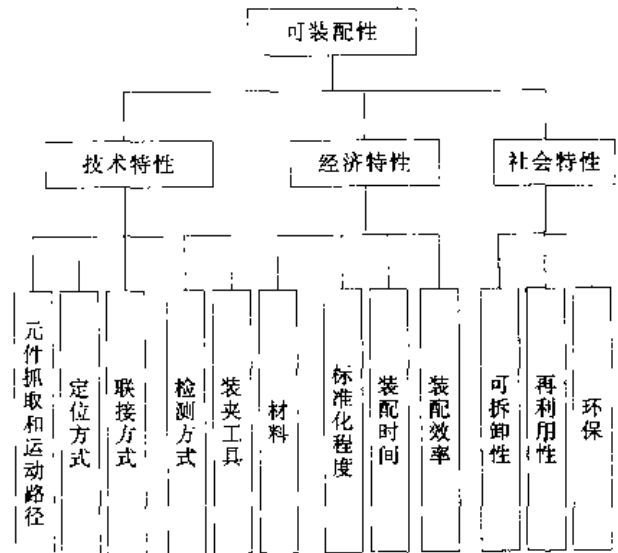 可装配性
技术特性
经济特性
社会特性
元件抓取和运动路径
定位方式
联接方式
检测方式
装夹工具
材料
标准化程度
装配时间
装配效率
可拆卸性
再利用性
环保